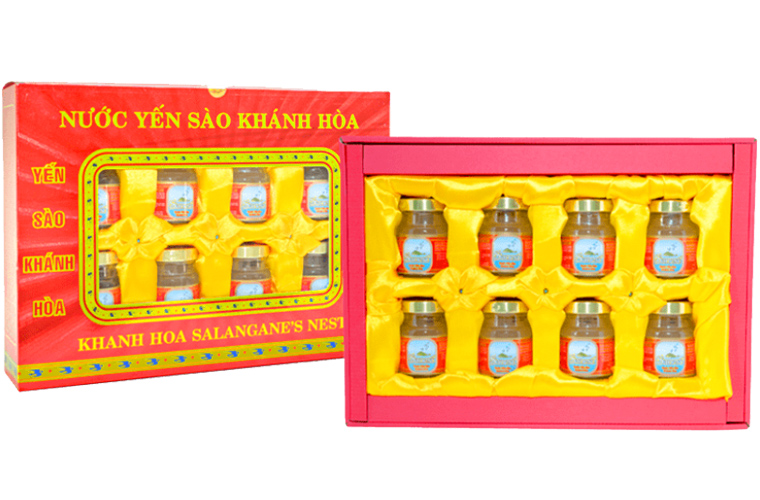 NƯỚC YẾN SÀO KHÁNH HÒA
YẾN
SÀO
KHÁNH
HÒA
KHANH HOA SALANGANE'S NEST